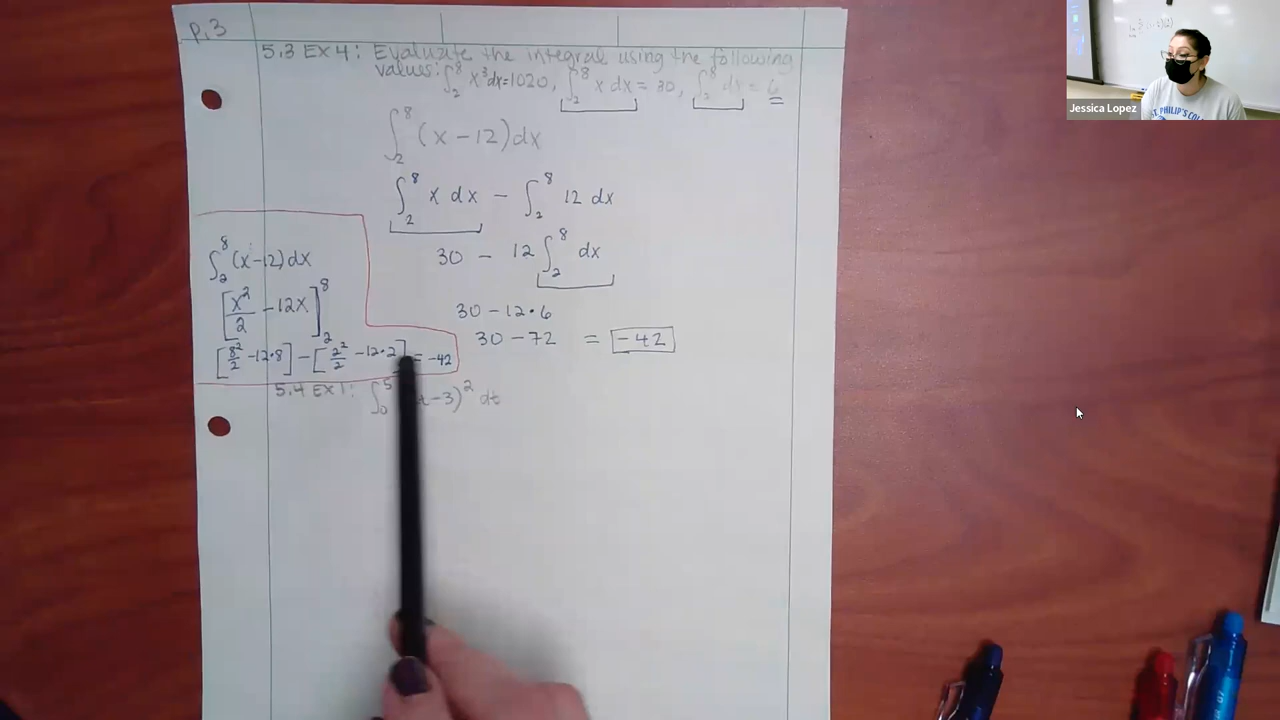 p.3
5.3 Ex 4: Evaluate the integral using the following
values: ∫₂⁸ x³dx=1020, ∫₂⁸ x dx = 30, ∫₂⁸ dx = 6
∫₂⁸ (x-12)dx
∫₂⁸ x dx - ∫₂⁸ 12 dx
30 - 12 ∫₂⁸ dx
30 - 12 • 6
30 - 72 = -42
∫₂⁸ (x-12)dx
[x²/2 - 12x]₂⁸
[8²/2 - 12•8] - [2²/2 - 12•2] = -42
5.4 Ex 1: ∫₀⁵ -3)² dt
Jessica Lopez